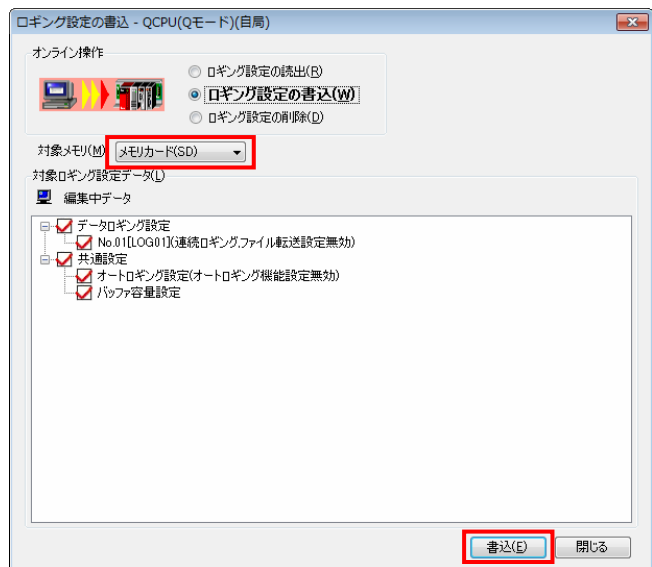 ロギング設定の書込 - QCPU(Qモード)(自局)
オンライン操作
ロギング設定の読出(R)
ロギング設定の書込(W)
ロギング設定の削除(D)
対象メモリ(M) メモリカード(SD)
対象ロギング設定データ(L)
編集中データ
データロギング設定
No.01[LOG01](連続ロギング,ファイル転送設定無効)
共通設定
オートロギング設定(オートロギング機能設定無効)
バッファ容量設定
書込(E) 閉じる